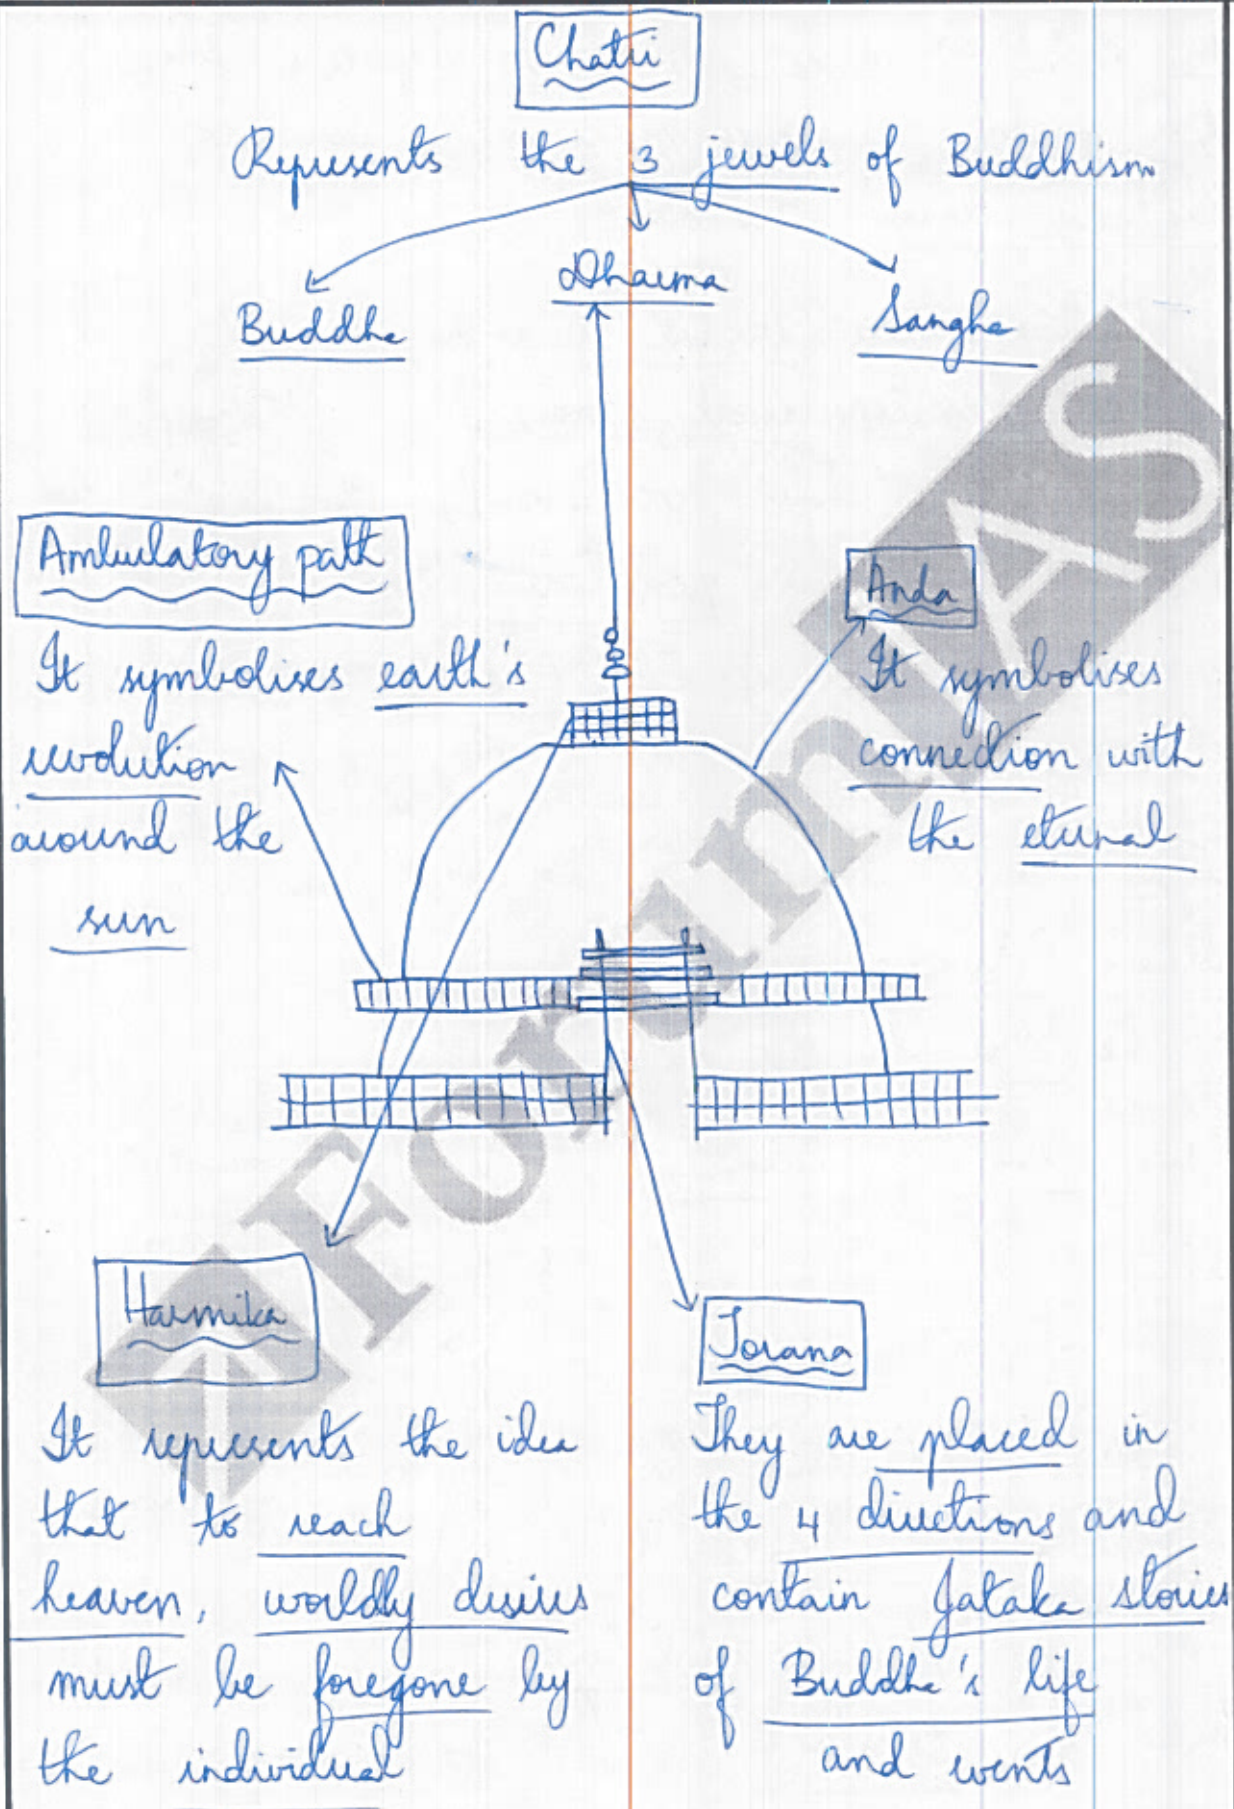 Chatri
Represents the 3 jewels of Buddhism
Buddha
Dharma
Sangha
Ambulatory path
It symbolises earth's
revolution
around the
sun
Anda
It symbolises
connection with
the eternal
Harmika
It represents the idea
that to reach
heaven, worldly desires
must be foregone by
the individual
Torana
They are placed in
the 4 directions and
contain Jataka stories
of Buddha's life
and events
ForumIAS